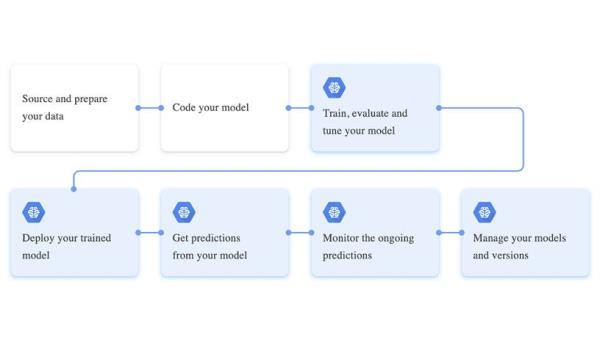 Source and prepare
your data
Code your model
Train, evaluate and
tune your model
Deploy your trained
model
Get predictions
from your model
Monitor the ongoing
predictions
Manage your models
and versions